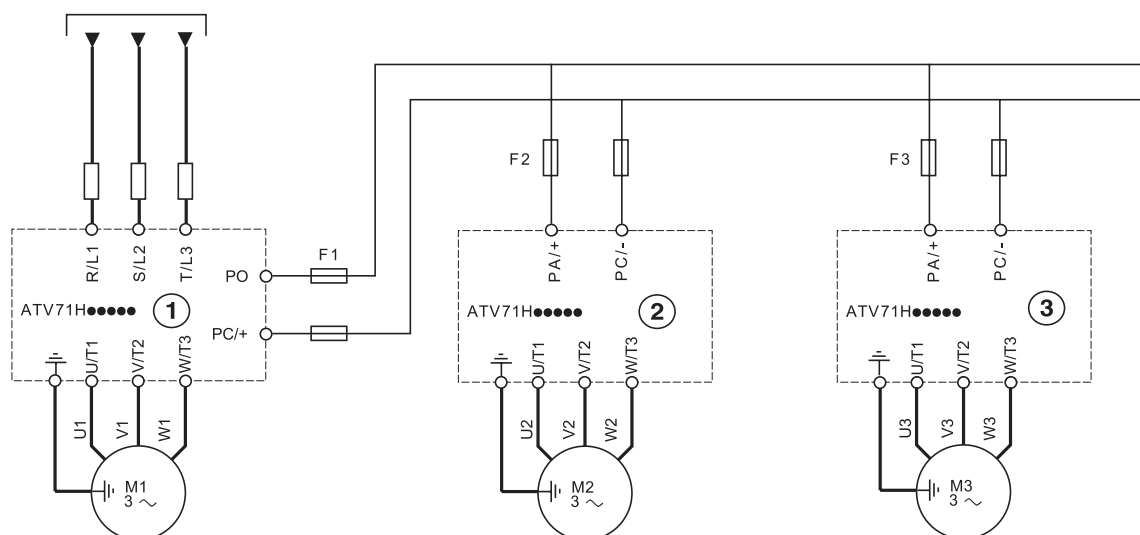 F1
F2
F3
R/L1
S/L2
T/L3
PO
PC/+
ATV71H●●●●●
1
U/T1
V/T2
W/T3
U1
V1
W1
M1
3 ~
PA/+
PC/-
ATV71H●●●●●
2
U/T1
V/T2
W/T3
U2
V2
W2
M2
3 ~
PA/+
PC/-
ATV71H●●●●●
3
U/T1
V/T2
W/T3
U3
V3
W3
M3
3 ~